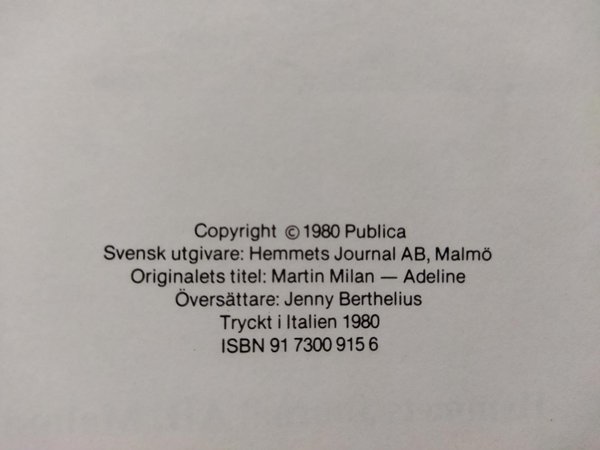 Copyright © 1980 Publica
Svensk utgivare: Hemmets Journal AB, Malmö
Originalets titel: Martin Milan — Adeline
Översättare: Jenny Berthelius
Tryckt i Italien 1980
ISBN 91 7300 915 6